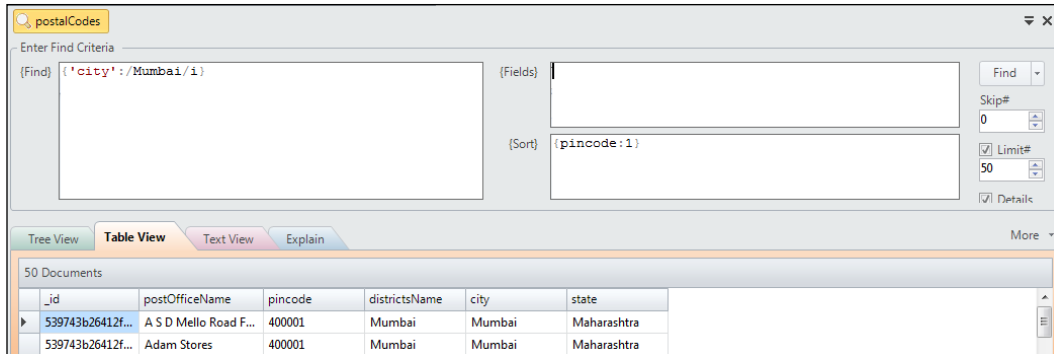 postalCodes
Enter Find Criteria
{Find} {'city':/Mumbai/i}
{Fields}
Find
Skip#
0
{Sort} {pincode:1}
Limit#
50
Details
Tree View Table View Text View Explain More
50 Documents
_id postOfficeName pincode districtsName city state
539743b26412f... A S D Mello Road F... 400001 Mumbai Mumbai Maharashtra
539743b26412f... Adam Stores 400001 Mumbai Mumbai Maharashtra